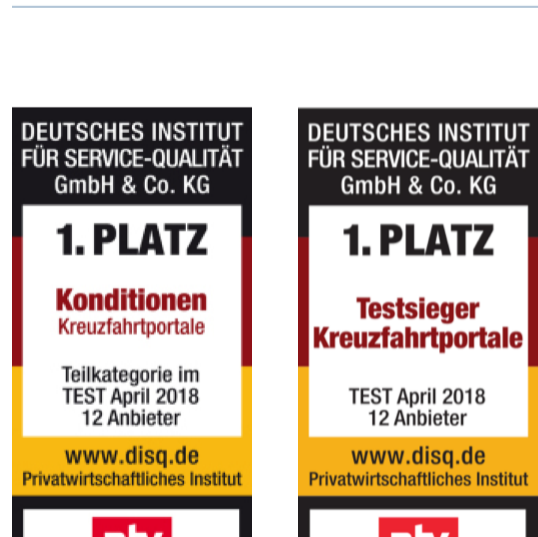 DEUTSCHES INSTITUT
FÜR SERVICE-QUALITÄT
GmbH & Co. KG
1. PLATZ
Konditionen
Kreuzfahrtportale
Teilkategorie im
TEST April 2018
12 Anbieter
www.disq.de
Privatwirtschaftliches Institut
DEUTSCHES INSTITUT
FÜR SERVICE-QUALITÄT
GmbH & Co. KG
1. PLATZ
Testsieger
Kreuzfahrtportale
TEST April 2018
12 Anbieter
www.disq.de
Privatwirtschaftliches Institut